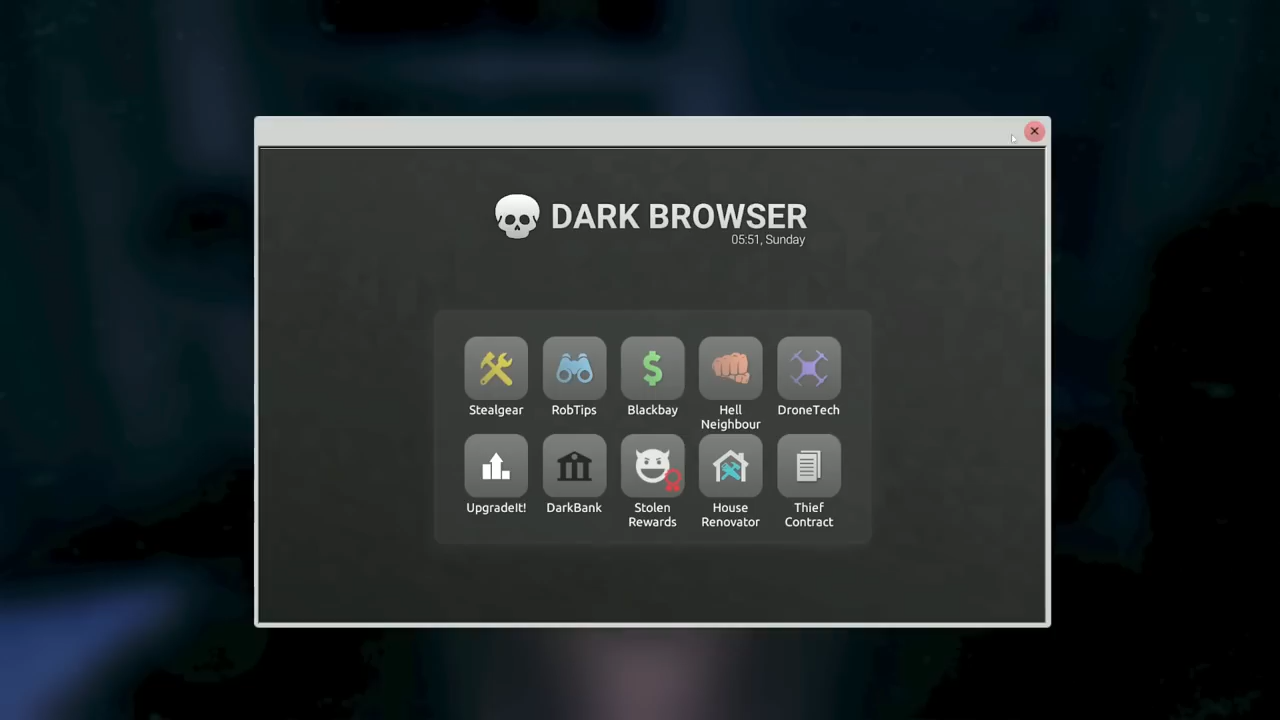 DARK BROWSER
05:51, Sunday
Stealgear
RobTips
Blackbay
Hell
Neighbour
DroneTech
UpgradeIt!
DarkBank
Stolen
Rewards
House
Renovator
Thief
Contract